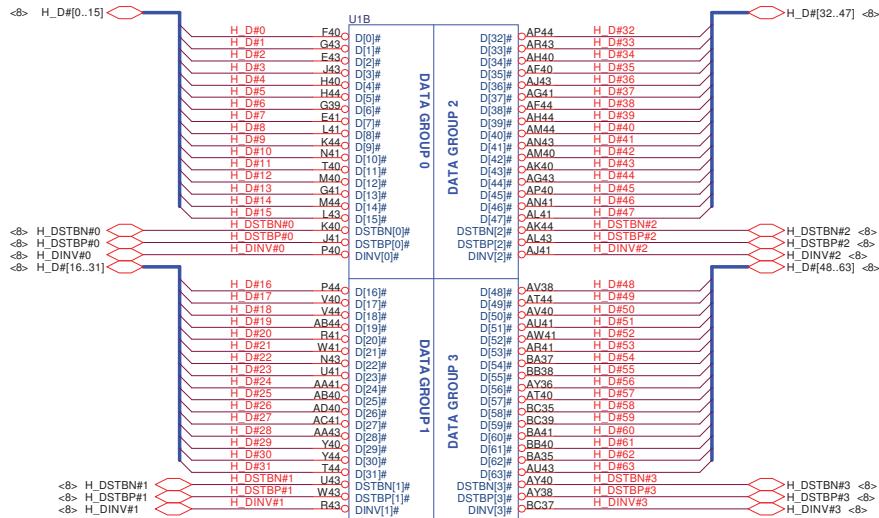 <8> H_D#[0..15]
U1B
H_D#[32..47] <8>
H_D#0 F40 D[0]# D[32]# AP44 H_D#32
H_D#1 G43 D[1]# D[33]# AR43 H_D#33
H_D#2 E43 D[2]# D[34]# AH40 H_D#34
H_D#3 J43 D[3]# D[35]# AF40 H_D#35
H_D#4 H40 D[4]# D[36]# AJ43 H_D#36
H_D#5 H44 D[5]# D[37]# AG41 H_D#37
H_D#6 G39 D[6]# D[38]# AF44 H_D#38
H_D#7 E41 D[7]# D[39]# AH44 H_D#39
H_D#8 L41 D[8]# D[40]# AM44 H_D#40
H_D#9 K44 D[9]# D[41]# AN43 H_D#41
H_D#10 N41 D[10]# D[42]# AM40 H_D#42
H_D#11 T40 D[11]# D[43]# AK40 H_D#43
H_D#12 M40 D[12]# D[44]# AG43 H_D#44
H_D#13 G41 D[13]# D[45]# AP40 H_D#45
H_D#14 M44 D[14]# D[46]# AN41 H_D#46
H_D#15 L43 D[15]# D[47]# AL41 H_D#47
DATA GROUP 0
DATA GROUP 2
<8> H_DSTBN#0 H_DSTBN#0 K40 DSTBN[0]# DSTBN[2]# AK44 H_DSTBN#2 H_DSTBN#2 <8>
<8> H_DSTBP#0 H_DSTBP#0 J41 DSTBP[0]# DSTBP[2]# AL43 H_DSTBP#2 H_DSTBP#2 <8>
<8> H_DINV#0 H_DINV#0 P40 DINV[0]# DINV[2]# AJ41 H_DINV#2 H_DINV#2 <8>
<8> H_D#[16..31] H_D#[48..63] <8>
H_D#16 P44 D[16]# D[48]# AV38 H_D#48
H_D#17 V40 D[17]# D[49]# AT44 H_D#49
H_D#18 V44 D[18]# D[50]# AV40 H_D#50
H_D#19 AB44 D[19]# D[51]# AU41 H_D#51
H_D#20 R41 D[20]# D[52]# AW41 H_D#52
H_D#21 W41 D[21]# D[53]# AR41 H_D#53
H_D#22 N43 D[22]# D[54]# BA37 H_D#54
H_D#23 U41 D[23]# D[55]# BB38 H_D#55
H_D#24 AA41 D[24]# D[56]# AY36 H_D#56
H_D#25 AB40 D[25]# D[57]# AT40 H_D#57
H_D#26 AD40 D[26]# D[58]# BC35 H_D#58
H_D#27 AC41 D[27]# D[59]# BC39 H_D#59
H_D#28 AA43 D[28]# D[60]# BA41 H_D#60
H_D#29 Y40 D[29]# D[61]# BB40 H_D#61
H_D#30 Y44 D[30]# D[62]# BA35 H_D#62
H_D#31 T44 D[31]# D[63]# AU43 H_D#63
DATA GROUP 1
DATA GROUP 3
<8> H_DSTBN#1 H_DSTBN#1 U43 DSTBN[1]# DSTBN[3]# AY40 H_DSTBN#3 H_DSTBN#3 <8>
<8> H_DSTBP#1 H_DSTBP#1 W43 DSTBP[1]# DSTBP[3]# AY38 H_DSTBP#3 H_DSTBP#3 <8>
<8> H_DINV#1 H_DINV#1 R43 DINV[1]# DINV[3]# BC37 H_DINV#3 H_DINV#3 <8>